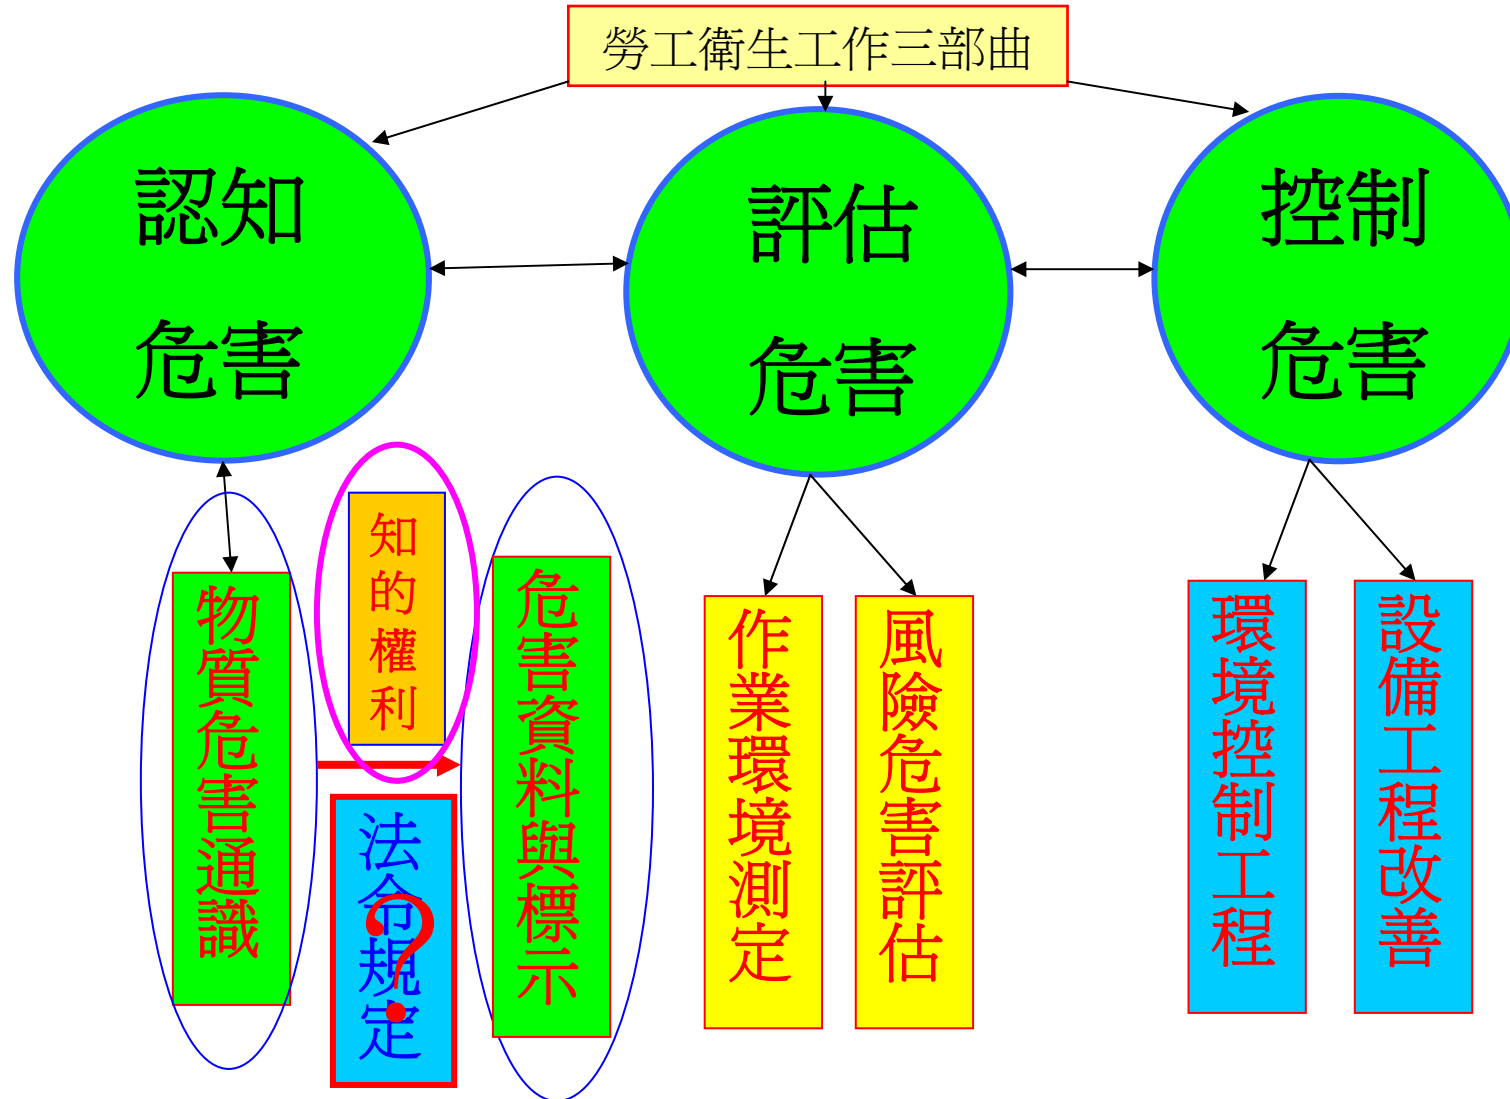 勞工衛生工作三部曲
認知
危害
評估
危害
控制
危害
物質危害通識
知的權利
法令規定
?
危害資料與標示
作業環境測定
風險危害評估
環境控制工程
設備工程改善